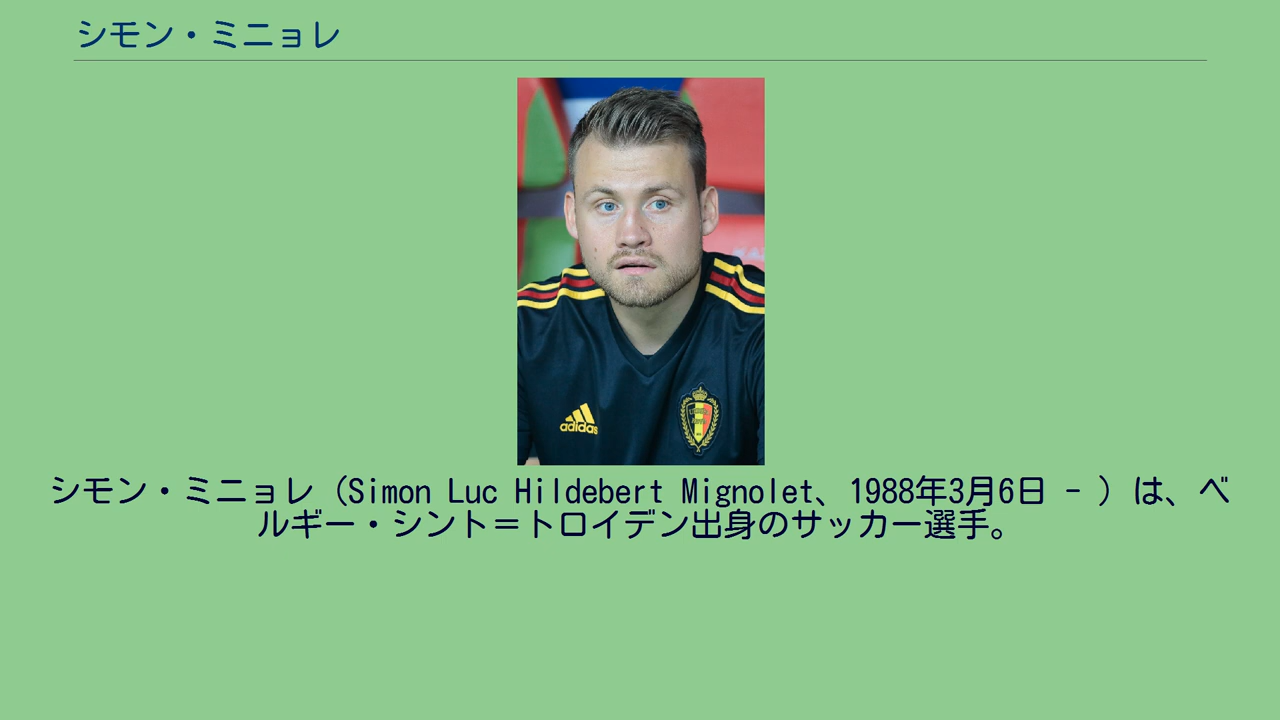 シモン・ミニョレ
adidas
シモン・ミニョレ（Simon Luc Hildebert Mignolet、1988年3月6日 - ）は、ベ
ルギー・シント＝トロイデン出身のサッカー選手。